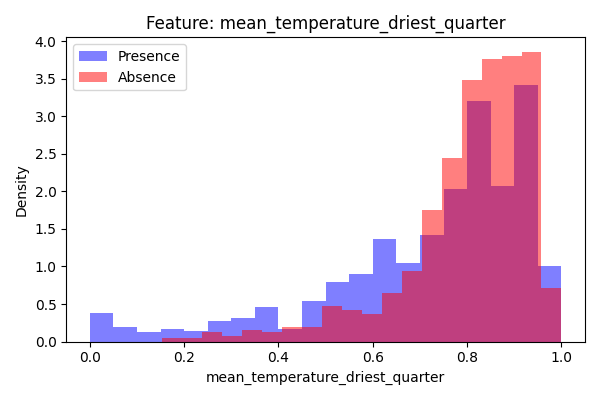 Feature: mean_temperature_driest_quarter
Presence
Absence
Density
4.0
3.5
3.0
2.5
2.0
1.5
1.0
0.5
0.0
0.0 0.2 0.4 0.6 0.8 1.0
mean_temperature_driest_quarter